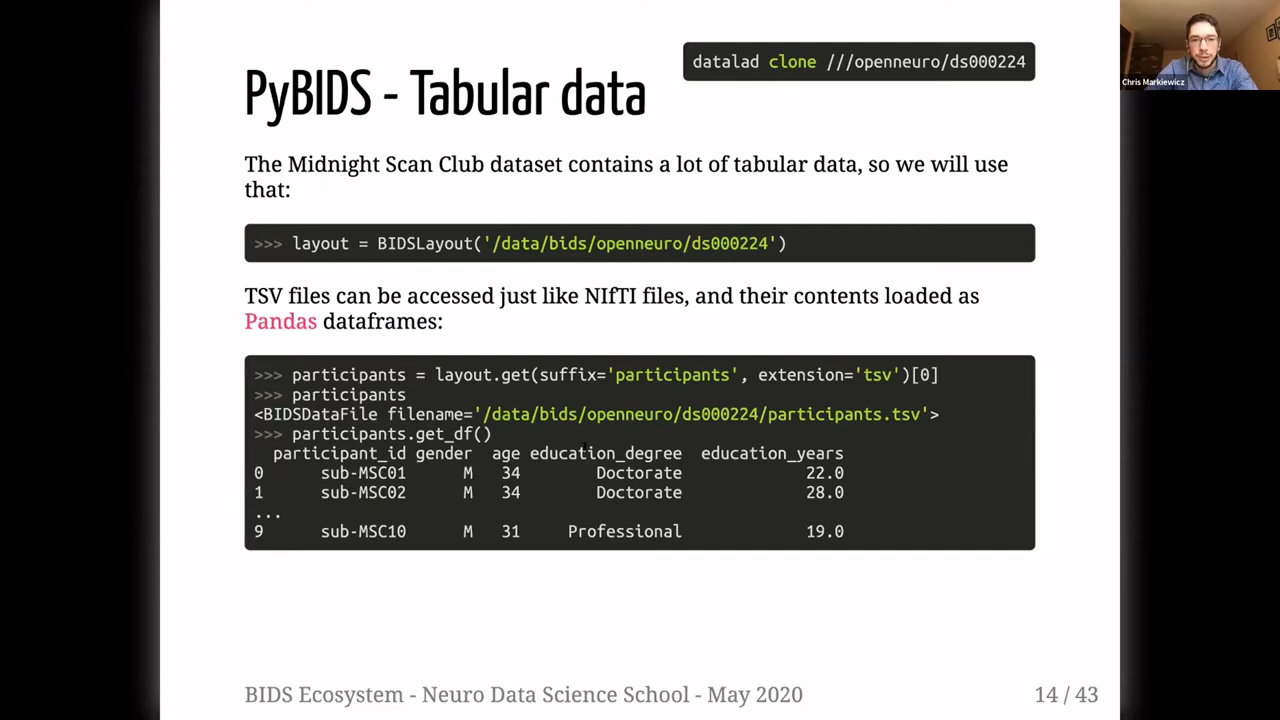 datalad clone ///openneuro/ds000224
Chris Markiewicz
PyBIDS - Tabular data
The Midnight Scan Club dataset contains a lot of tabular data, so we will use
that:
>>> layout = BIDSLayout('/data/bids/openneuro/ds000224')
TSV files can be accessed just like NIfTI files, and their contents loaded as
Pandas dataframes:
>>> participants = layout.get(suffix='participants', extension='tsv')[0]
>>> participants
<BIDSDataFile filename='/data/bids/openneuro/ds000224/participants.tsv'>
>>> participants.get_df()
participant_id gender age education_degree education_years
0 sub-MSC01 M 34 Doctorate 22.0
1 sub-MSC02 M 34 Doctorate 28.0
...
9 sub-MSC10 M 31 Professional 19.0
BIDS Ecosystem - Neuro Data Science School - May 2020
14 / 43